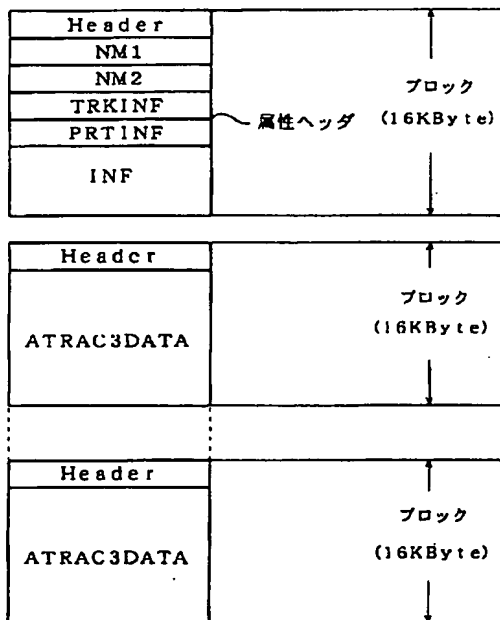 Header
NM1
NM2
TRKINF
PRTINF
INF
属性ヘッダ
ブロック
(16KByte)
Header
ATRAC3DATA
ブロック
(16KByte)
Header
ATRAC3DATA
ブロック
(16KByte)